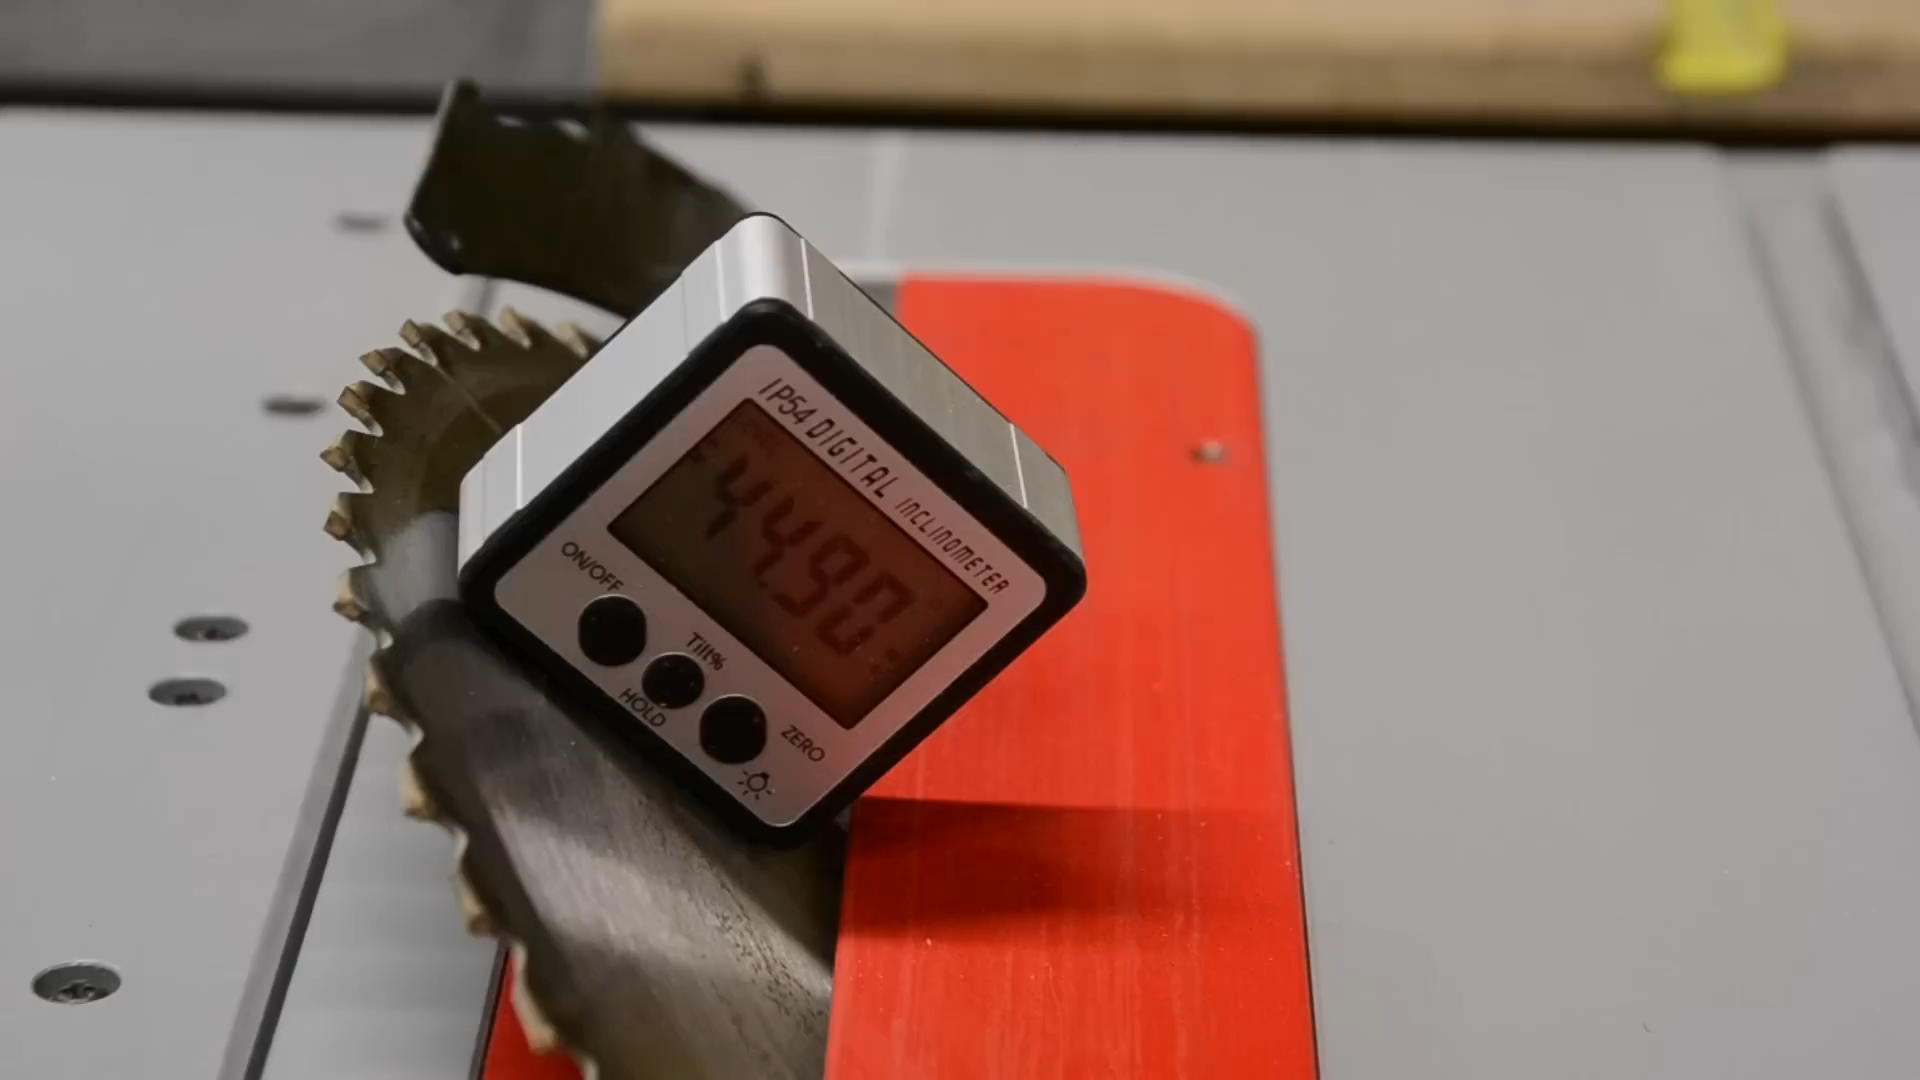 IP54 DIGITAL INCLINOMETER
44.90
ON/OFF
Tilt%
HOLD
ZERO